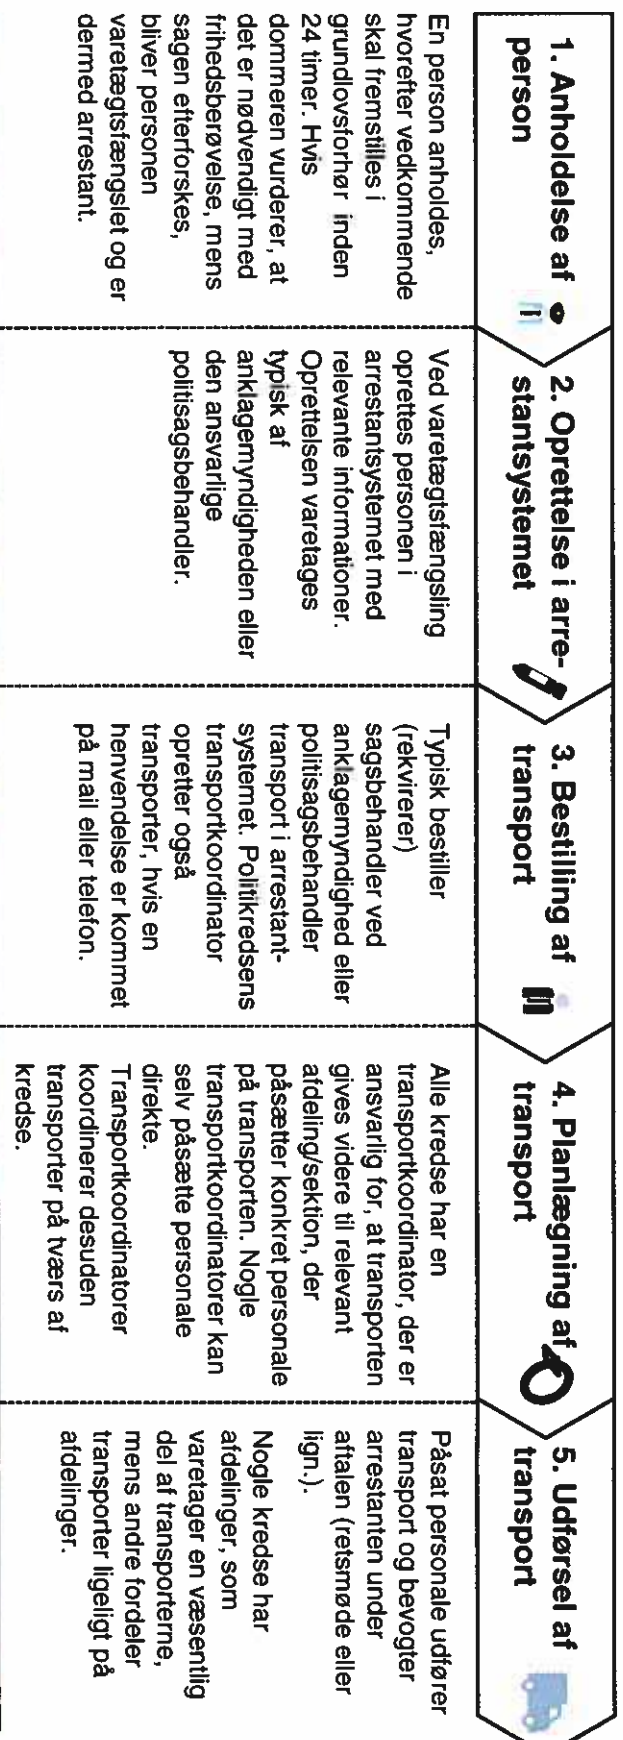 1. Anholdelse af
person
En person anholdes,
hvorefter vedkommende
skal fremstilles i
grundlovsforhør inden
24 timer. Hvis
dommeren vurderer, at
det er nødvendigt med
frihedsberøvelse, mens
sagen efterforskes,
bliver personen
varetægtsfængslet og er
dermed arrestant.
2. Oprettelse i arre-
stantsystemet
Ved varetægtsfængsling
oprettes personen i
arrestantsystemet med
relevante informationer.
Oprettelsen varetages
typisk af
anklagemyndigheden eller
den ansvarlige
politisagsbehandler.
3. Bestilling af
transport
Typisk bestiller
(rekvirerer)
sagsbehandler ved
anklagemyndighed eller
politisagsbehandler
transport i arrestant-
systemet. Politikredsens
transportkoordinator
opretter også
transporter, hvis en
henvendelse er kommet
på mail eller telefon.
4. Planlægning af
transport
Alle kredse har en
transportkoordinator, der er
ansvarlig for, at transporten
gives videre til relevant
afdeling/sektion, der
påsætter konkret personale
på transporten. Nogle
transportkoordinatorer kan
selv påsætte personale
direkte.
Transportkoordinatorer
koordinerer desuden
transporter på tværs af
kredse.
5. Udførsel af
transport
Påsat personale udfører
transport og bevogter
arrestanten under
aftalen (retsmøde eller
lign.).
Nogle kredse har
afdelinger, som
varetager en væsentlig
del af transporterne,
mens andre fordeler
transporter ligeligt på
afdelinger.